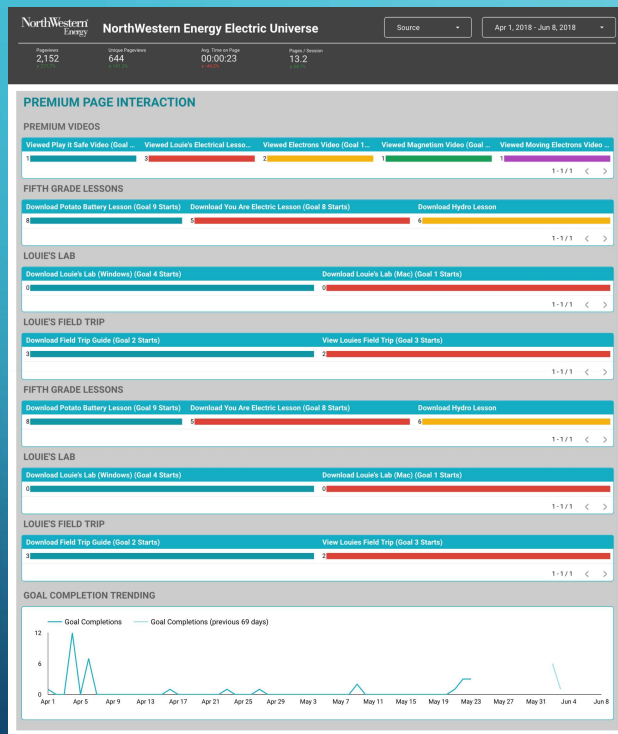 NorthWestern
Energy
NorthWestern Energy Electric Universe
Source
Apr 1, 2018 - Jun 8, 2018
Pageviews
Unique Pageviews
Avg. Time on Page
Pages / Session
2,152
644
00:00:23
13.2
PREMIUM PAGE INTERACTION
PREMIUM VIDEOS
Viewed Play it Safe Video (Goal ... Viewed Louie's Electrical Lesso... Viewed Electrons Video (Goal 1... Viewed Magnetism Video (Goal ... Viewed Moving Electrons Video ...
1 3 2 1 1
1 - 1 / 1 < >
FIFTH GRADE LESSONS
Download Potato Battery Lesson (Goal 9 Starts) Download You Are Electric Lesson (Goal 8 Starts) Download Hydro Lesson
8 5 6
1 - 1 / 1 < >
LOUIE'S LAB
Download Louie's Lab (Windows) (Goal 4 Starts) Download Louie's Lab (Mac) (Goal 1 Starts)
0 0
1 - 1 / 1 < >
LOUIE'S FIELD TRIP
Download Field Trip Guide (Goal 2 Starts) View Louies Field Trip (Goal 3 Starts)
3 2
1 - 1 / 1 < >
FIFTH GRADE LESSONS
Download Potato Battery Lesson (Goal 9 Starts) Download You Are Electric Lesson (Goal 8 Starts) Download Hydro Lesson
8 5 6
1 - 1 / 1 < >
LOUIE'S LAB
Download Louie's Lab (Windows) (Goal 4 Starts) Download Louie's Lab (Mac) (Goal 1 Starts)
0 0
1 - 1 / 1 < >
LOUIE'S FIELD TRIP
Download Field Trip Guide (Goal 2 Starts) View Louies Field Trip (Goal 3 Starts)
3 2
1 - 1 / 1 < >
GOAL COMPLETION TRENDING
Goal Completions Goal Completions (previous 69 days)
12
6
0
Apr 1 Apr 5 Apr 9 Apr 13 Apr 17 Apr 21 Apr 25 Apr 29 May 3 May 7 May 11 May 15 May 19 May 23 May 27 May 31 Jun 4 Jun 8